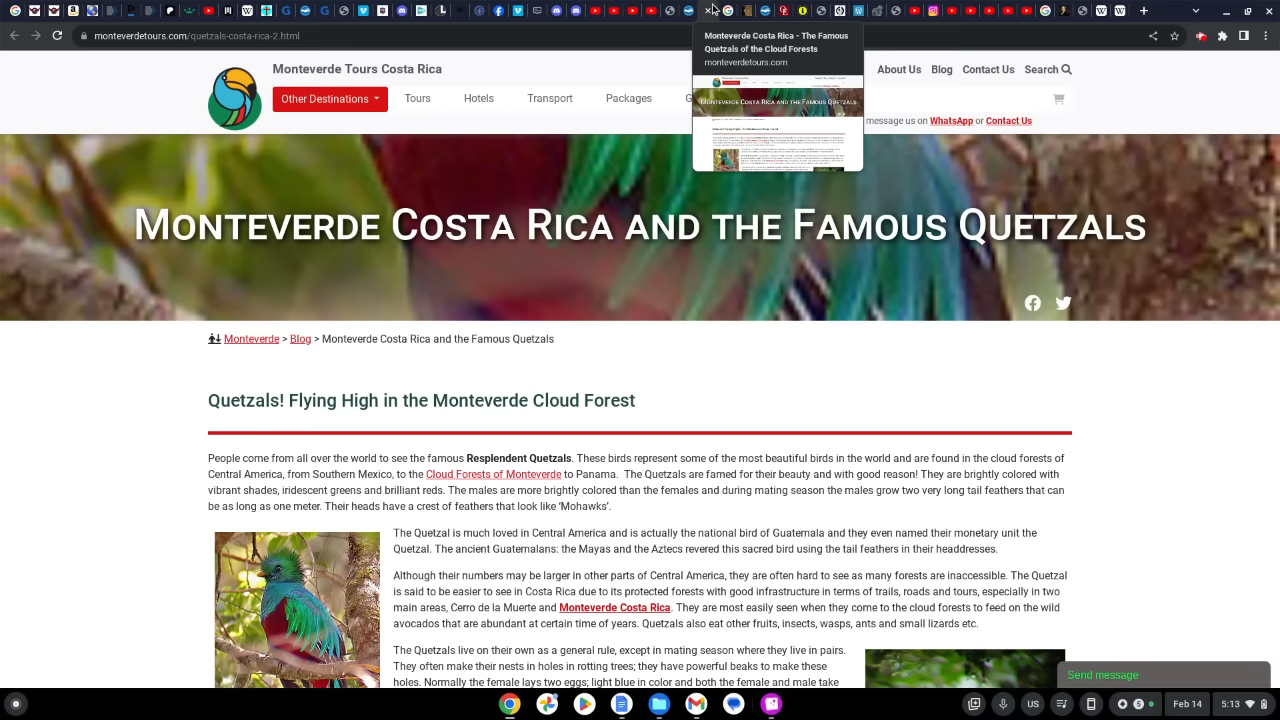 Monteverde Costa Rica - The Famous
Quetzals of the Cloud Forests
monteverdetours.com
monteverdetours.com/quetzals-costa-rica-2.html
Monteverde Tours Costa Rica
About Us Blog Contact Us Search
Other Destinations Tours Hotels Transport Packages G
message us on WhatsApp or Contact Us
Monteverde Costa Rica and the Famous Quetzals
Monteverde Costa Rica and the Famous Quetzals
Monteverde > Blog > Monteverde Costa Rica and the Famous Quetzals
Quetzals! Flying High in the Monteverde Cloud Forest
People come from all over the world to see the famous Resplendent Quetzals. These birds represent some of the most beautiful birds in the world and are found in the cloud forests of
Central America, from Southern Mexico, to the Cloud Forests of Monteverde to Panama.  The Quetzals are famed for their beauty and with good reason! They are brightly colored with
vibrant shades, iridescent greens and brilliant reds. The males are more brightly colored than the females and during mating season the males grow two very long tail feathers that can
be as long as one meter. Their heads have a crest of feathers that look like ‘Mohawks’.
The Quetzal is much loved in Central America and is actually the national bird of Guatemala and they even named their monetary unit the
Quetzal. The ancient Guatemalans: the Mayas and the Aztecs revered this sacred bird using the tail feathers in their headdresses.
Although their numbers may be larger in other parts of Central America, they are often hard to see as many forests are inaccessible. The Quetzal
is said to be easier to see in Costa Rica due to its protected forests with good infrastructure in terms of trails, roads and tours, especially in two
main areas, Cerro de la Muerte and Monteverde Costa Rica. They are most easily seen when they come to the cloud forests to feed on the wild
avocados that are abundant at certain time of years. Quetzals also eat other fruits, insects, wasps, ants and small lizards etc.
The Quetzals live on their own as a general rule, except in mating season where they live in pairs.
They often make their nests in holes in rotting trees; they have powerful beaks to make these
holes. Normally the female lays two eggs; light blue in color and both the female and male take
Send message
US
6
Feb 14
5:13